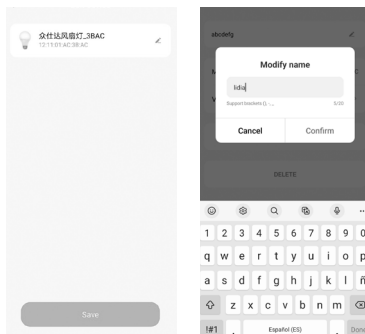 众仕达风扇灯_3BAC
12:11:01:AC:3B:AC
Save
abcdefg
Modify name
lidia
Support brackets (), -, _
5/20
Cancel
Confirm
DELETE
1 2 3 4 5 6 7 8 9 0
q w e r t y u i o p
a s d f g h j k l ñ
z x c v b n m
!#1 , Español (ES) . Done